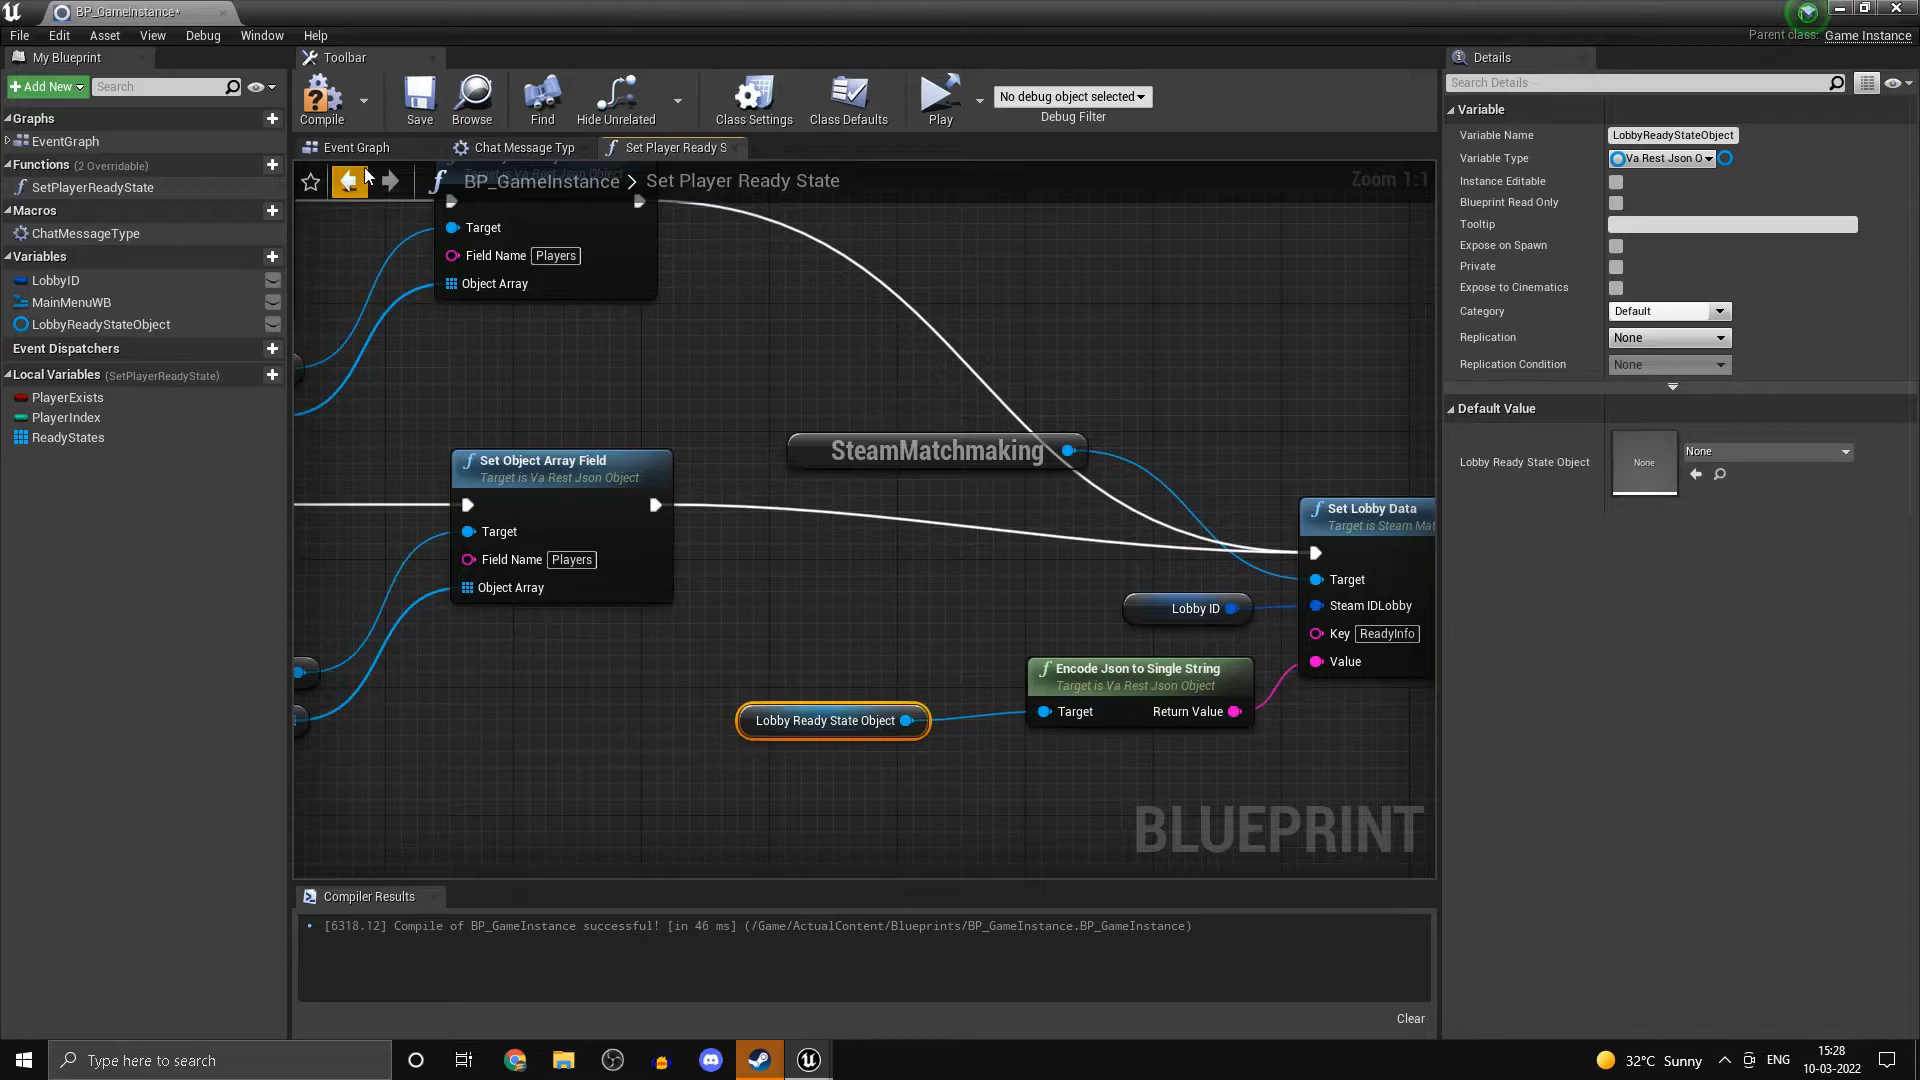 BP_GameInstance*
File Edit Asset View Debug Window Help
Parent class: Game Instance
My Blueprint
Add New
Search
Graphs
EventGraph
Functions (2 Overridable)
SetPlayerReadyState
Macros
ChatMessageType
Variables
LobbyID
MainMenuWB
LobbyReadyStateObject
Event Dispatchers
Local Variables (SetPlayerReadyState)
PlayerExists
PlayerIndex
ReadyStates
Toolbar
Compile
Save
Browse
Find
Hide Unrelated
Class Settings
Class Defaults
Play
No debug object selected
Debug Filter
Event Graph
Chat Message Typ
Set Player Ready S
BP_GameInstance > Set Player Ready State
Zoom 1:1
Target is Va Rest Json Object
Target
Field Name Players
Object Array
SteamMatchmaking
Set Object Array Field
Target is Va Rest Json Object
Target
Field Name Players
Object Array
Set Lobby Data
Target is Steam Mat
Target
Steam IDLobby
Key ReadyInfo
Value
Lobby ID
Encode Json to Single String
Target is Va Rest Json Object
Target
Return Value
Lobby Ready State Object
BLUEPRINT
Compiler Results
[6318.12] Compile of BP_GameInstance successful! [in 46 ms] (/Game/ActualContent/Blueprints/BP_GameInstance.BP_GameInstance)
Clear
Details
Search Details
Variable
Variable Name LobbyReadyStateObject
Variable Type Va Rest Json O
Instance Editable
Blueprint Read Only
Tooltip
Expose on Spawn
Private
Expose to Cinematics
Category Default
Replication None
Replication Condition None
Default Value
Lobby Ready State Object
None
None
Type here to search
32°C Sunny
ENG
15:28
10-03-2022